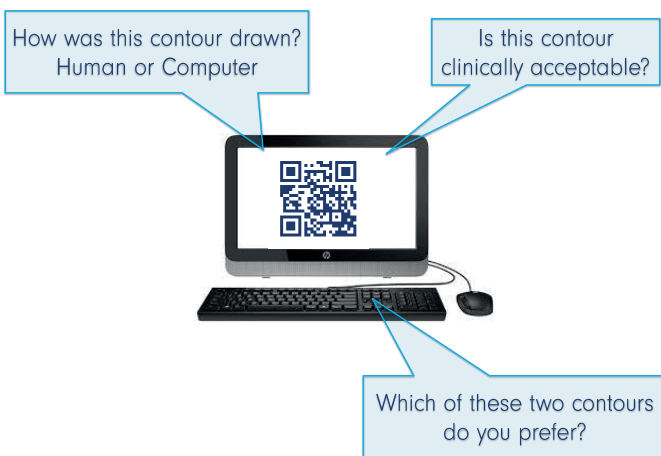 How was this contour drawn?
Human or Computer
Is this contour
clinically acceptable?
hp
Which of these two contours
do you prefer?